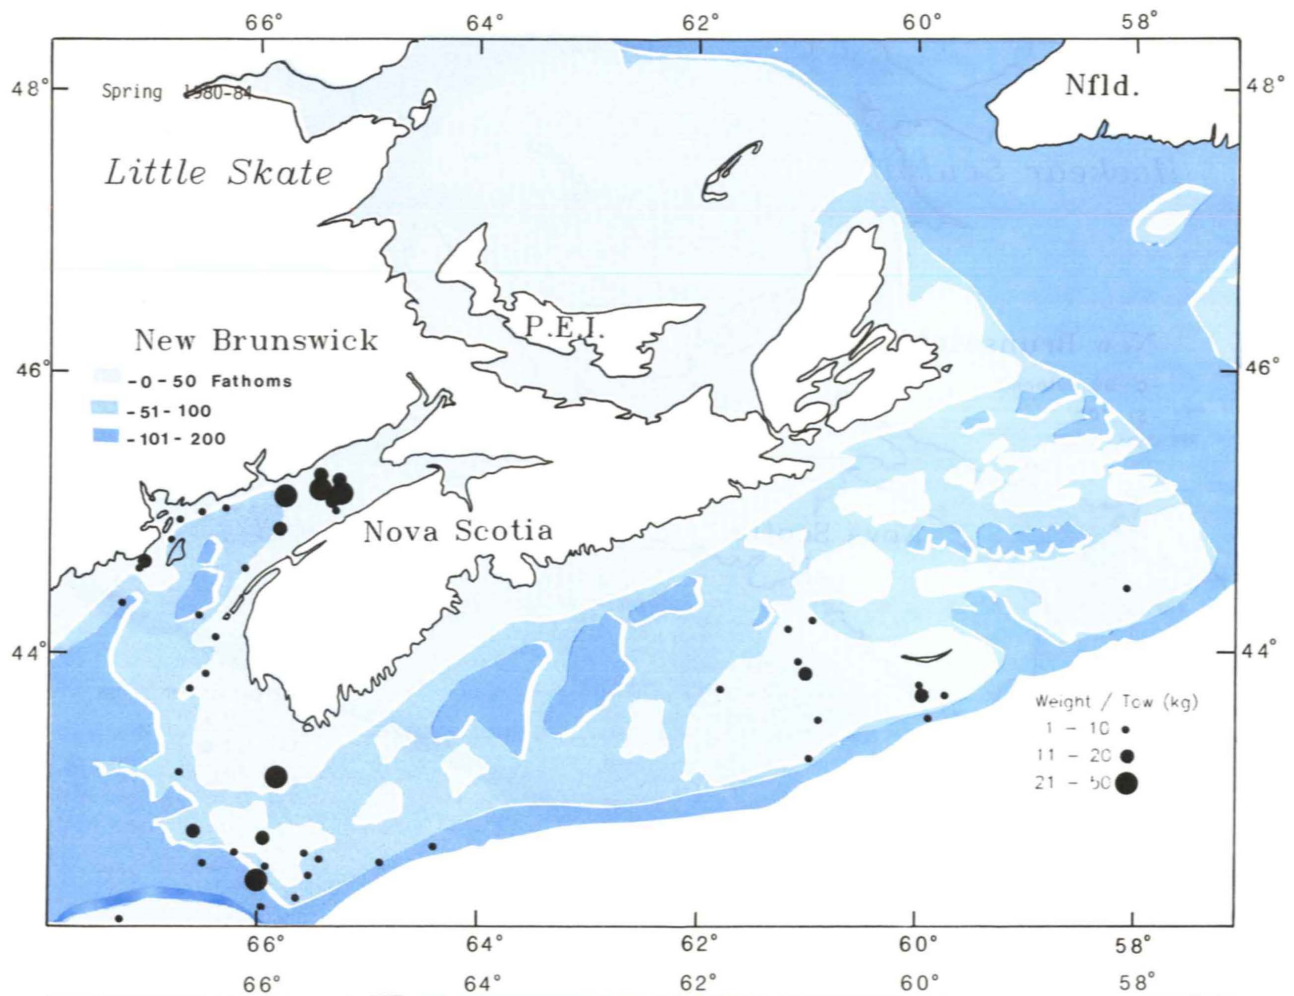 66° 64° 62° 60° 58°
48° 48°
Spring 1980-84
Nfld.
Little Skate
P.E.I.
New Brunswick
46° 46°
-0-50 Fathoms
-51-100
-101-200
Nova Scotia
44° 44°
Weight / Tow (kg)
1 - 10
11 - 20
21 - 50
66° 64° 62° 60° 58°
66° 64° 62° 60° 58°